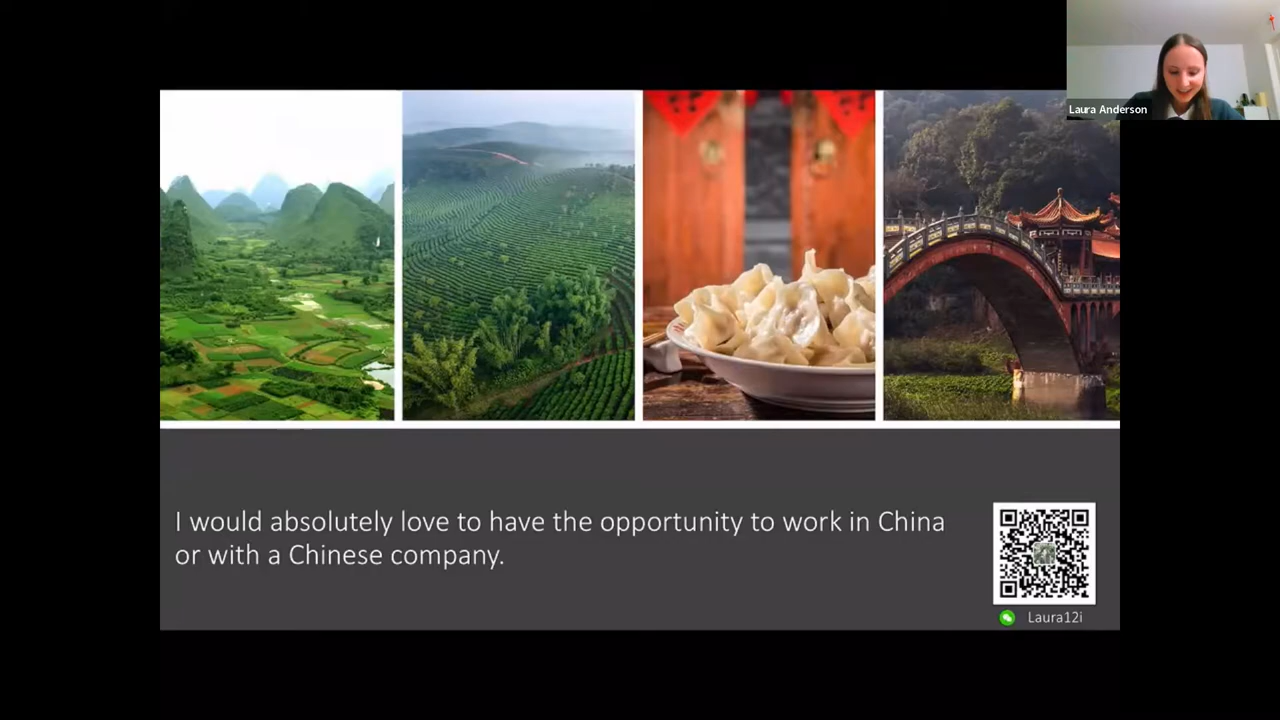 Laura Anderson
I would absolutely love to have the opportunity to work in China
or with a Chinese company.
Laura12i